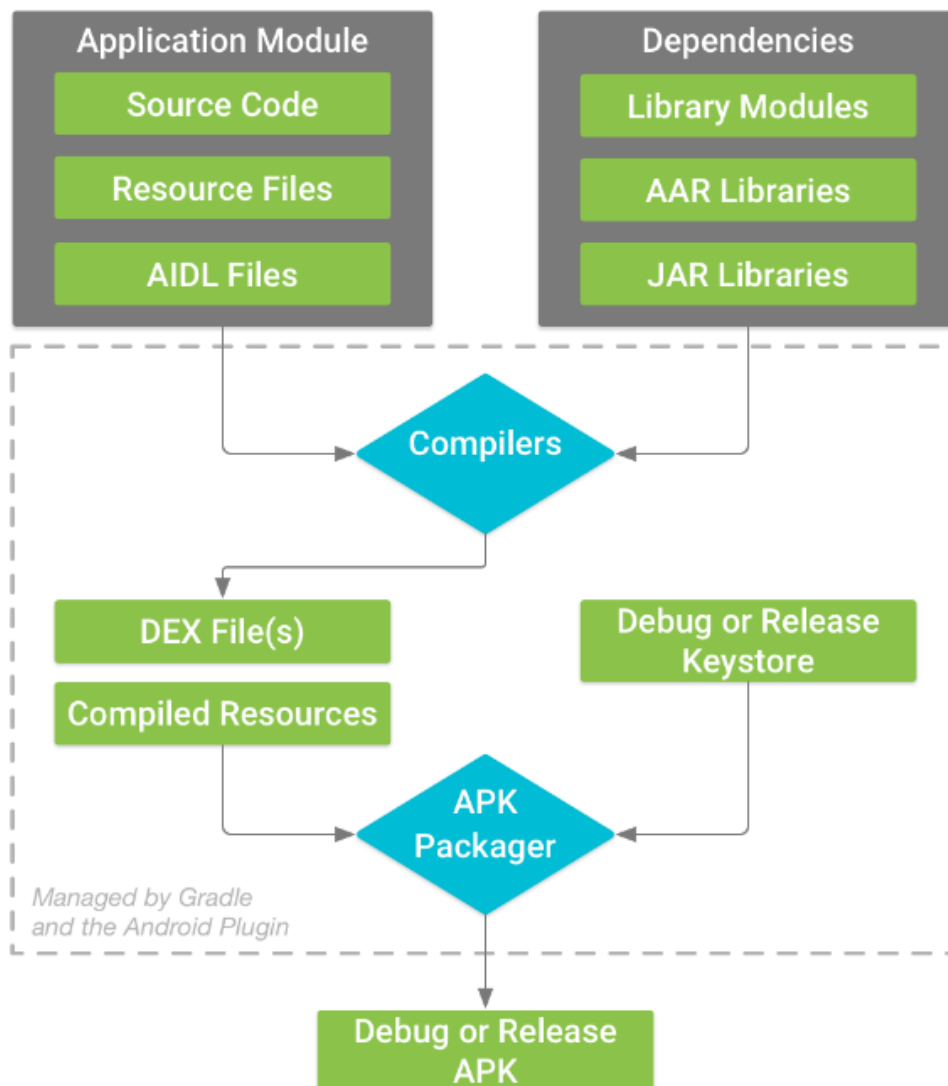 Application Module
Source Code
Resource Files
AIDL Files
Dependencies
Library Modules
AAR Libraries
JAR Libraries
Compilers
DEX File(s)
Compiled Resources
Debug or Release
Keystore
APK
Packager
Managed by Gradle
and the Android Plugin
Debug or Release
APK